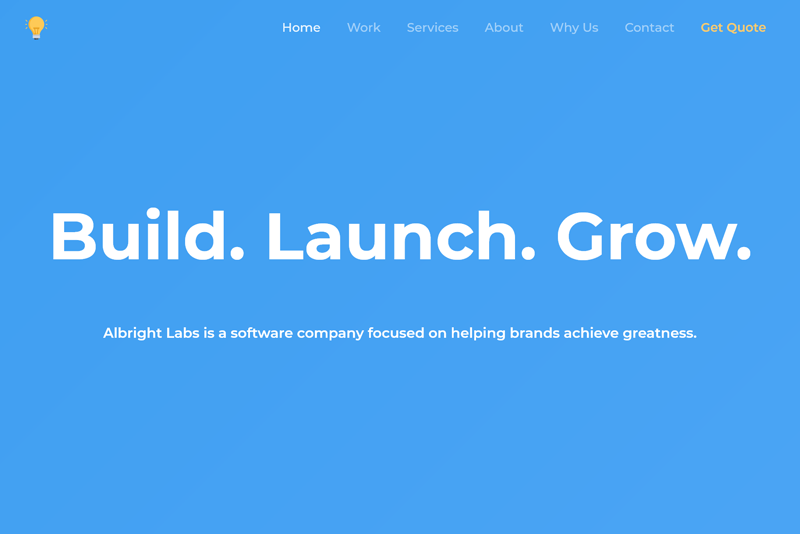 Home Work Services About Why Us Contact Get Quote
Build. Launch. Grow.
Albright Labs is a software company focused on helping brands achieve greatness.